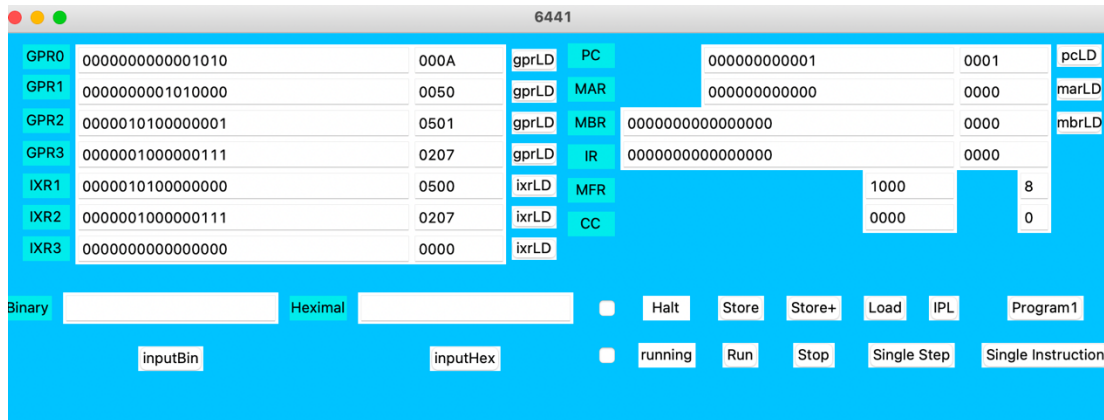 6441
GPR0 0000000000001010 000A gprLD PC 000000000001 0001 pcLD
GPR1 0000000001010000 0050 gprLD MAR 000000000000 0000 marLD
GPR2 0000010100000001 0501 gprLD MBR 0000000000000000 0000 mbrLD
GPR3 0000001000000111 0207 gprLD IR 0000000000000000 0000
IXR1 0000010100000000 0500 ixrLD MFR 1000 8
IXR2 0000001000000111 0207 ixrLD CC 0000 0
IXR3 0000000000000000 0000 ixrLD
Binary Heximal Halt Store Store+ Load IPL Program1
inputBin inputHex running Run Stop Single Step Single Instruction